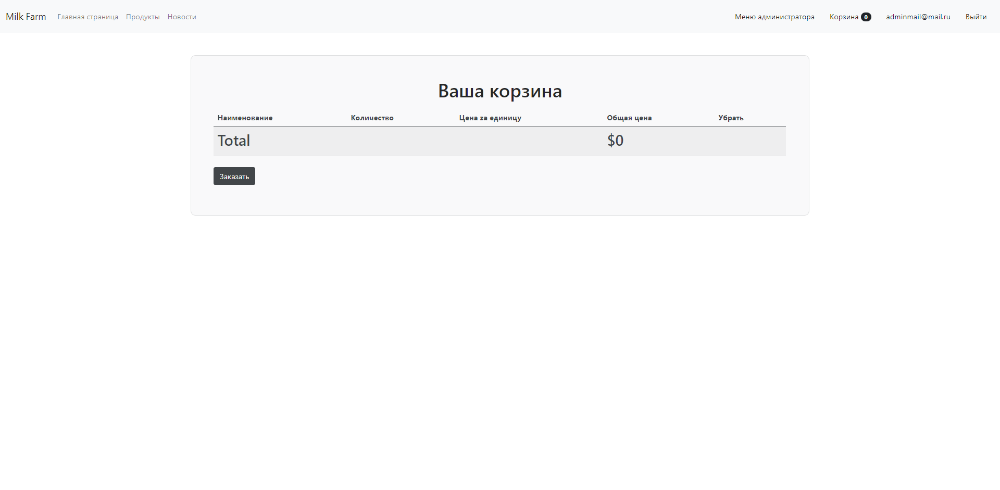 Milk Farm Главная страница Продукты Новости Меню администратора Корзина 0 adminmail@mail.ru Выйти
Ваша корзина
Наименование Количество Цена за единицу Общая цена Убрать
Total $0
Заказать